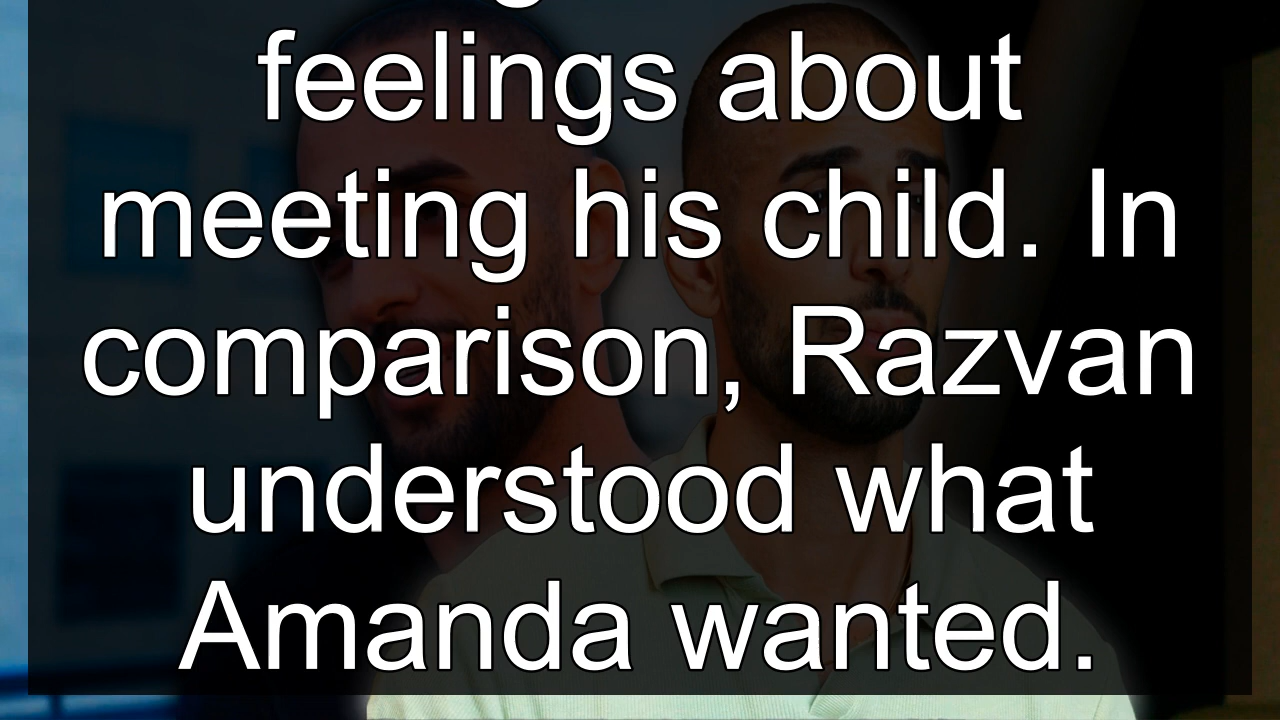 feelings about
meeting his child. In
comparison, Razvan
understood what
Amanda wanted.